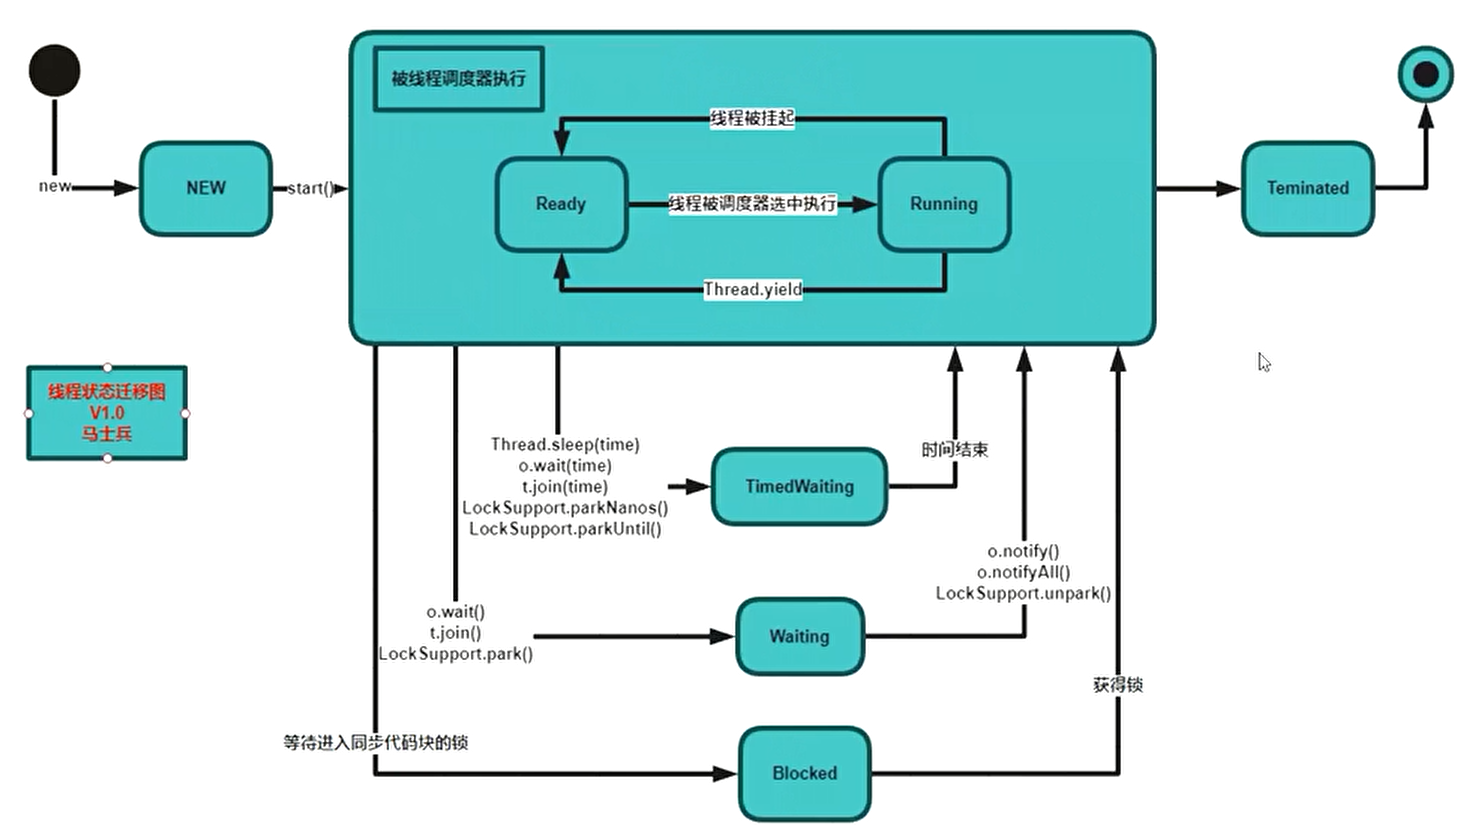 被线程调度器执行
线程被挂起
new
NEW
start()
Ready
线程被调度器选中执行
Running
Teminated
Thread.yield
线程状态迁移图
V1.0
马士兵
Thread.sleep(time)
o.wait(time)
t.join(time)
LockSupport.parkNanos()
LockSupport.parkUntil()
TimedWaiting
时间结束
o.wait()
t.join()
LockSupport.park()
Waiting
o.notify()
o.notifyAll()
LockSupport.unpark()
等待进入同步代码块的锁
Blocked
获得锁